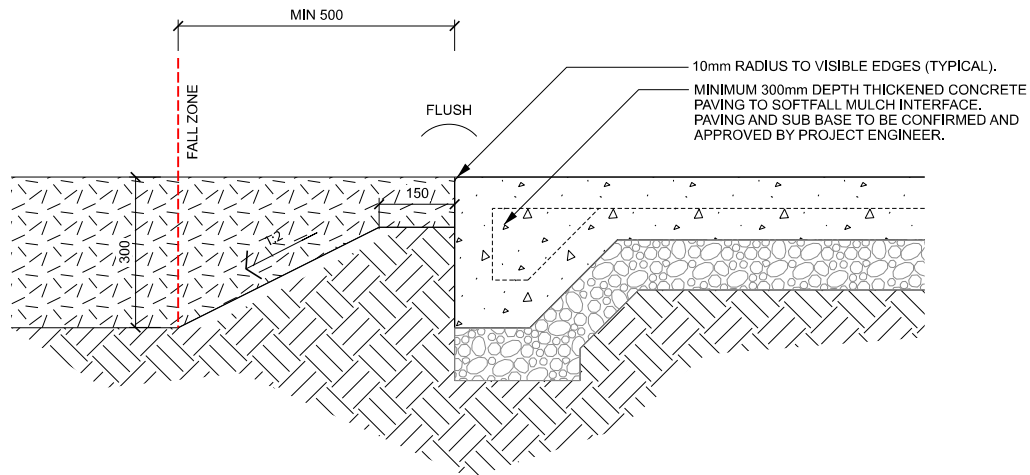 MIN 500
10mm RADIUS TO VISIBLE EDGES (TYPICAL).
MINIMUM 300mm DEPTH THICKENED CONCRETE
PAVING TO SOFTFALL MULCH INTERFACE.
PAVING AND SUB BASE TO BE CONFIRMED AND
APPROVED BY PROJECT ENGINEER.
FALL ZONE
FLUSH
150
300
1:2